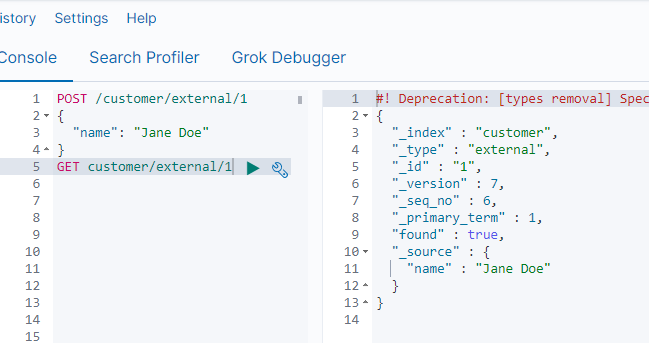 istory Settings Help
Console Search Profiler Grok Debugger
1 POST /customer/external/1
2 {
3 "name": "Jane Doe"
4 }
5 GET customer/external/1
6
7
8
9
10
11
12
13
14
15
1 #! Deprecation: [types removal] Spec
2 {
3 "_index" : "customer",
4 "_type" : "external",
5 "_id" : "1",
6 "_version" : 7,
7 "_seq_no" : 6,
8 "_primary_term" : 1,
9 "found" : true,
10 "_source" : {
11 "name" : "Jane Doe"
12 }
13 }
14